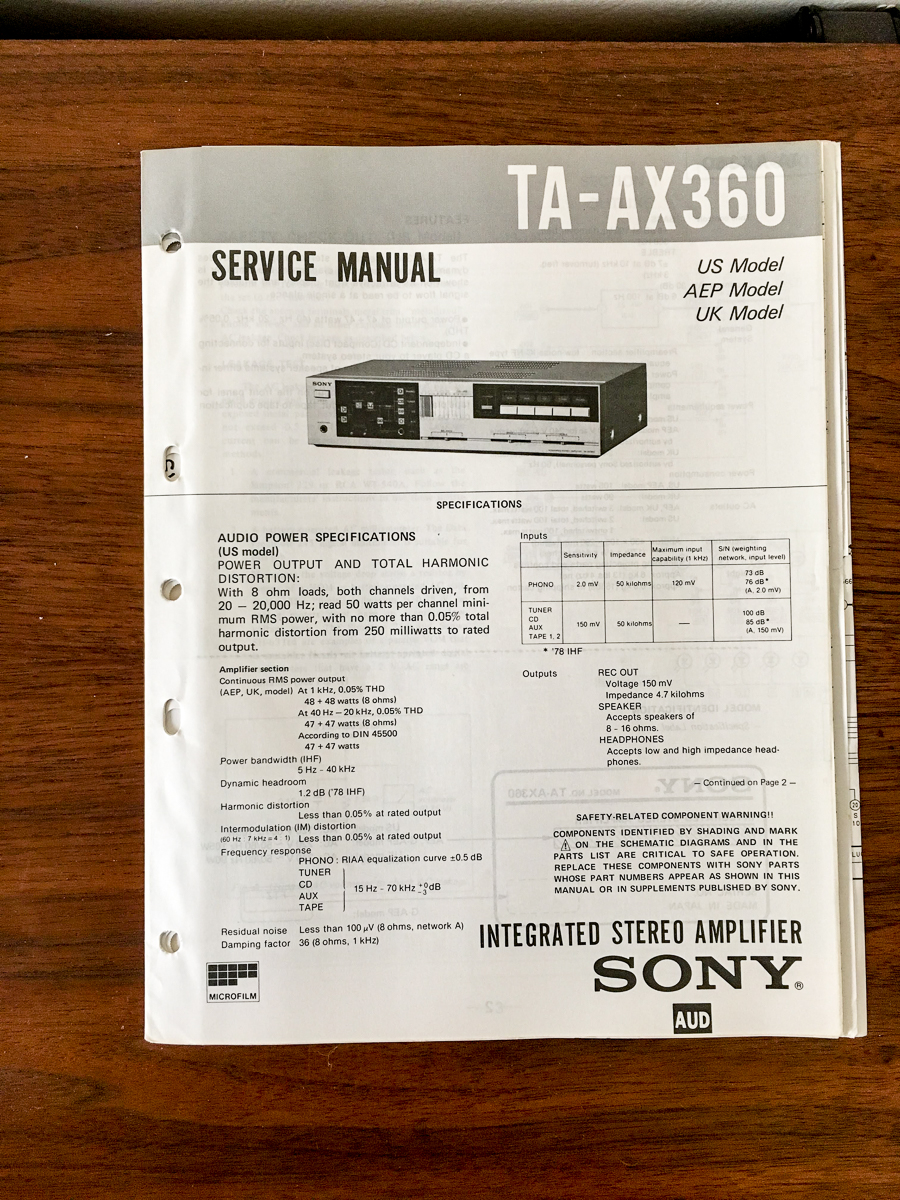 TA-AX360
SERVICE MANUAL
US Model
AEP Model
UK Model
SONY
SPECIFICATIONS
AUDIO POWER SPECIFICATIONS
(US model)
POWER OUTPUT AND TOTAL HARMONIC
DISTORTION:
With 8 ohm loads, both channels driven, from
20 – 20,000 Hz; read 50 watts per channel mini-
mum RMS power, with no more than 0.05% total
harmonic distortion from 250 milliwatts to rated
output.
Amplifier section
Continuous RMS power output
(AEP, UK, model) At 1 kHz, 0.05% THD
48 + 48 watts (8 ohms)
At 40 Hz – 20 kHz, 0.05% THD
47 + 47 watts (8 ohms)
According to DIN 45500
47 + 47 watts
Power bandwidth (IHF)
5 Hz - 40 kHz
Dynamic headroom
1.2 dB ('78 IHF)
Harmonic distortion
Less than 0.05% at rated output
Intermodulation (IM) distortion
(60 Hz : 7 kHz = 4 : 1) Less than 0.05% at rated output
Frequency response
PHONO : RIAA equalization curve ±0.5 dB
TUNER
CD
AUX
TAPE
15 Hz - 70 kHz +0 -3 dB
Residual noise Less than 100 μV (8 ohms, network A)
Damping factor 36 (8 ohms, 1 kHz)
MICROFILM
Inputs
Sensitivity Impedance Maximum input capability (1 kHz) S/N (weighting network, input level)
PHONO 2.0 mV 50 kilohms 120 mV 73 dB
76 dB*
(A, 2.0 mV)
TUNER
CD
AUX
TAPE 1, 2
150 mV 50 kilohms — 100 dB
85 dB*
(A, 150 mV)
* '78 IHF
Outputs REC OUT
Voltage 150 mV
Impedance 4.7 kilohms
SPEAKER
Accepts speakers of
8 - 16 ohms.
HEADPHONES
Accepts low and high impedance head-
phones.
— Continued on Page 2 —
SAFETY-RELATED COMPONENT WARNING!!
COMPONENTS IDENTIFIED BY SHADING AND MARK
⚠ ON THE SCHEMATIC DIAGRAMS AND IN THE
PARTS LIST ARE CRITICAL TO SAFE OPERATION.
REPLACE THESE COMPONENTS WITH SONY PARTS
WHOSE PART NUMBERS APPEAR AS SHOWN IN THIS
MANUAL OR IN SUPPLEMENTS PUBLISHED BY SONY.
INTEGRATED STEREO AMPLIFIER
SONY®
AUD